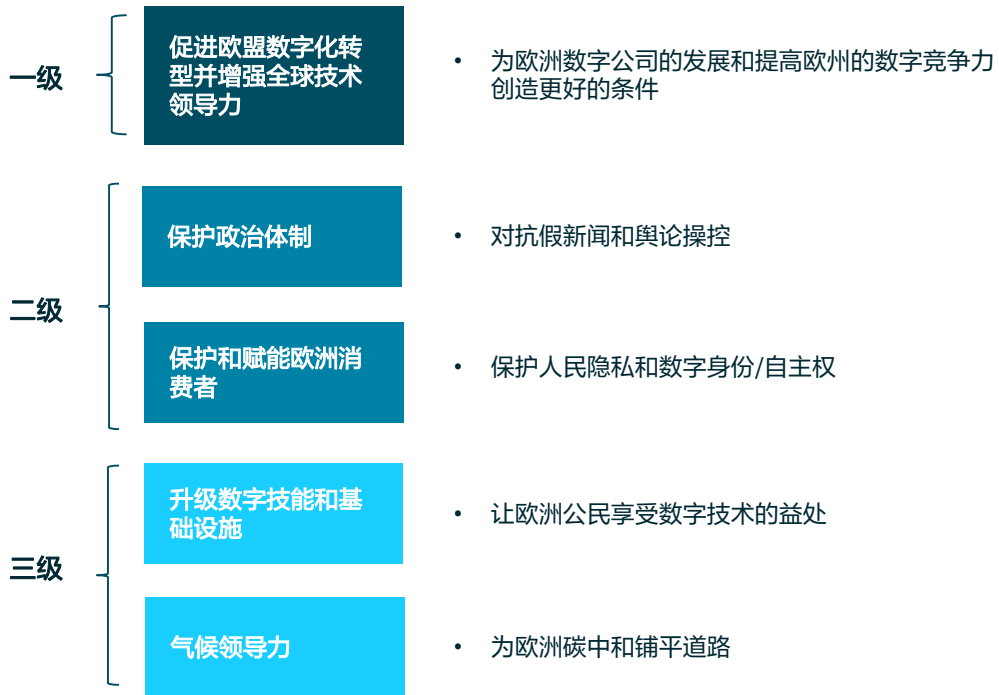 一级
促进欧盟数字化转
型并增强全球技术
领导力
• 为欧洲数字公司的发展和提高欧州的数字竞争力
创造更好的条件
二级
保护政治体制
• 对抗假新闻和舆论操控
保护和赋能欧洲消
费者
• 保护人民隐私和数字身份/自主权
三级
升级数字技能和基
础设施
• 让欧洲公民享受数字技术的益处
气候领导力
• 为欧洲碳中和铺平道路